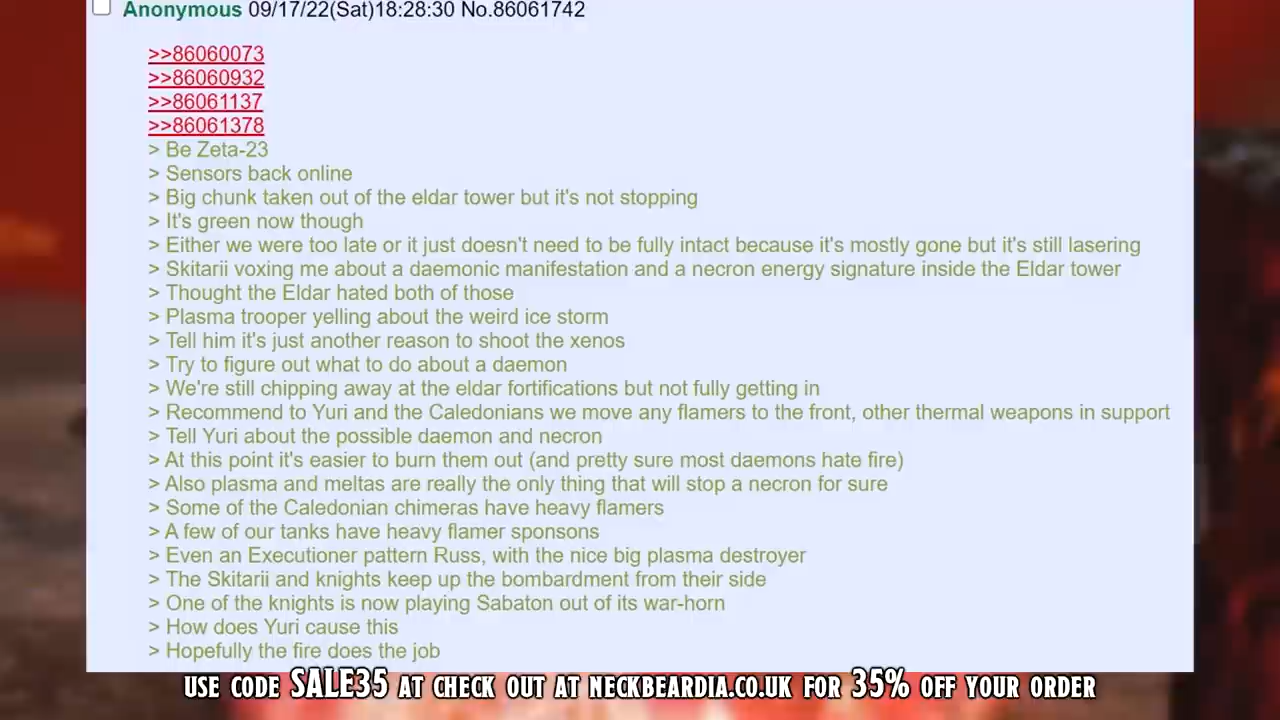 Anonymous 09/17/22(Sat)18:28:30 No.86061742
>>86060073
>>86060932
>>86061137
>>86061378
> Be Zeta-23
> Sensors back online
> Big chunk taken out of the eldar tower but it's not stopping
> It's green now though
> Either we were too late or it just doesn't need to be fully intact because it's mostly gone but it's still lasering
> Skitarii voxing me about a daemonic manifestation and a necron energy signature inside the Eldar tower
> Thought the Eldar hated both of those
> Plasma trooper yelling about the weird ice storm
> Tell him it's just another reason to shoot the xenos
> Try to figure out what to do about a daemon
> We're still chipping away at the eldar fortifications but not fully getting in
> Recommend to Yuri and the Caledonians we move any flamers to the front, other thermal weapons in support
> Tell Yuri about the possible daemon and necron
> At this point it's easier to burn them out (and pretty sure most daemons hate fire)
> Also plasma and meltas are really the only thing that will stop a necron for sure
> Some of the Caledonian chimeras have heavy flamers
> A few of our tanks have heavy flamer sponsons
> Even an Executioner pattern Russ, with the nice big plasma destroyer
> The Skitarii and knights keep up the bombardment from their side
> One of the knights is now playing Sabaton out of its war-horn
> How does Yuri cause this
> Hopefully the fire does the job
USE CODE SALE35 AT CHECK OUT AT NECKBEARDIA.CO.UK FOR 35% OFF YOUR ORDER